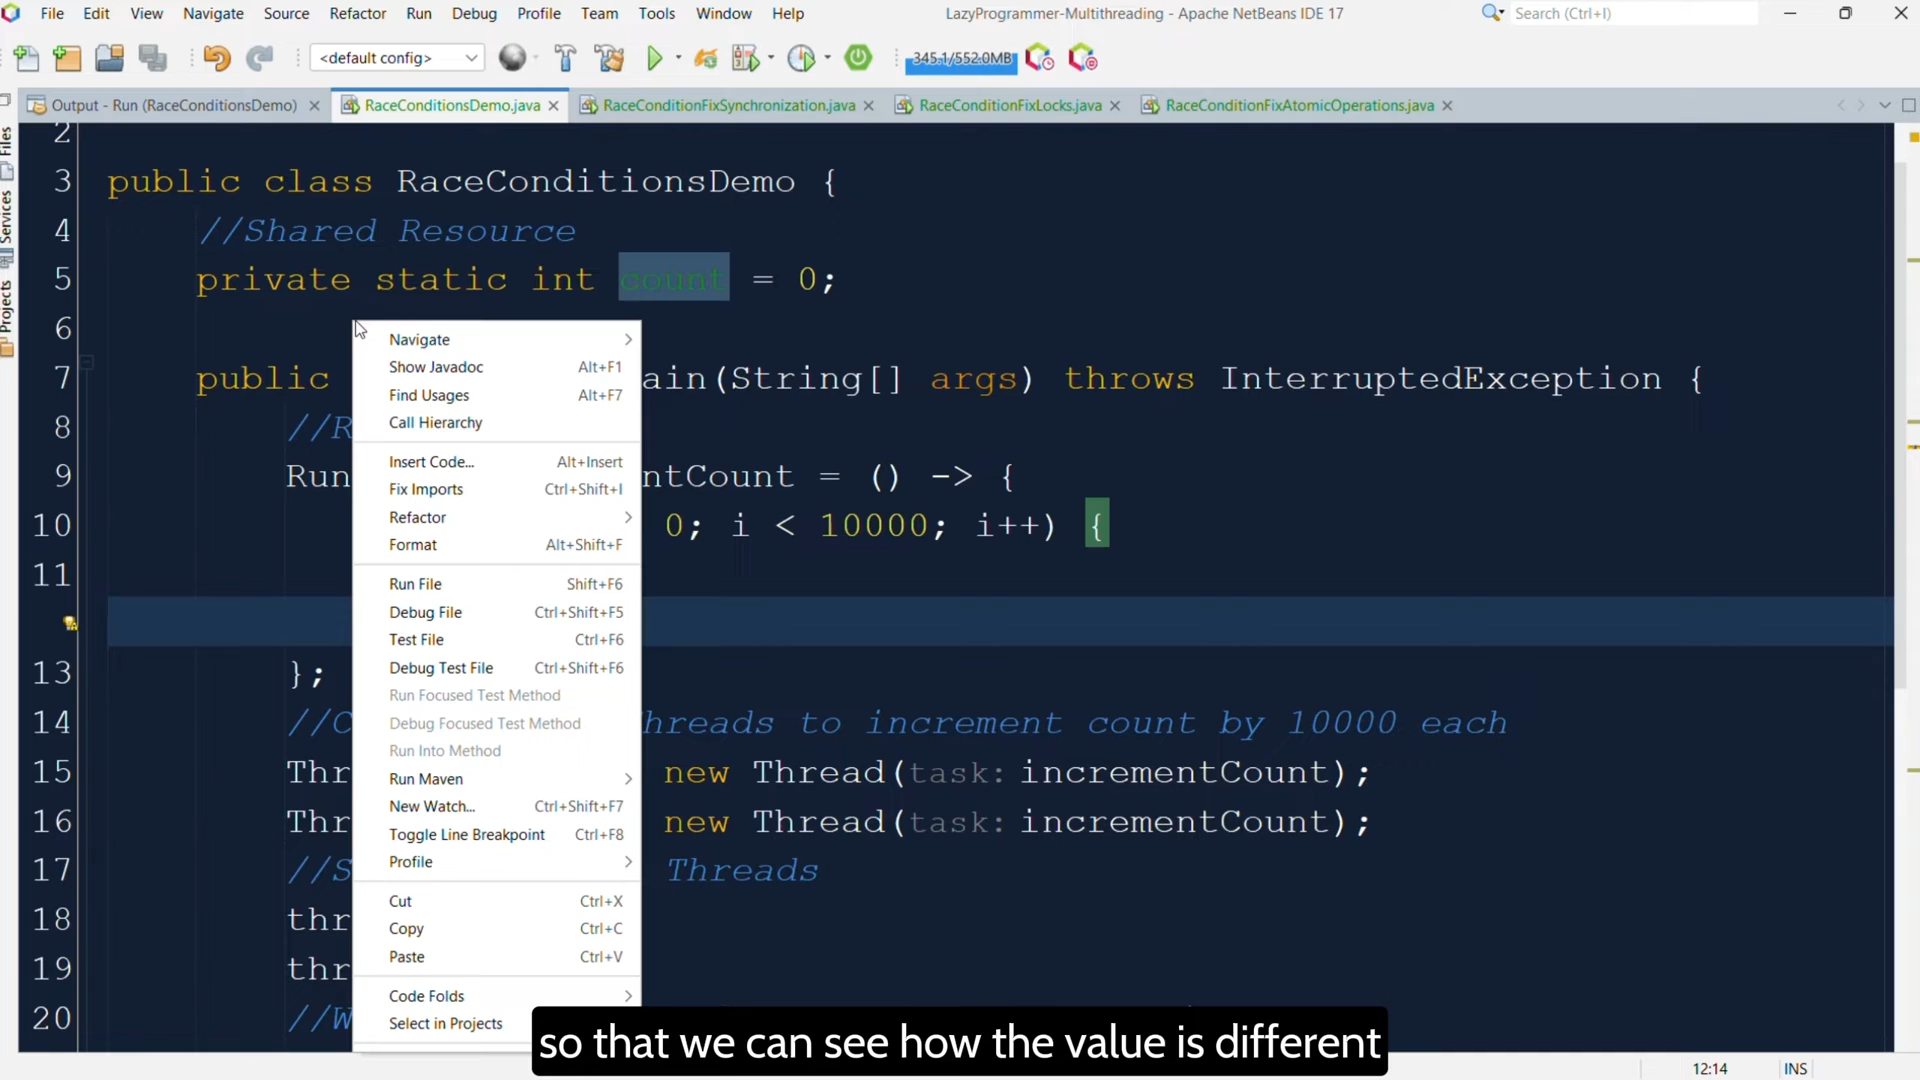 File Edit View Navigate Source Refactor Run Debug Profile Team Tools Window Help
LazyProgrammer-Multithreading - Apache NetBeans IDE 17
Search (Ctrl+I)
<default config>
345.1/552.0MB
Output - Run (RaceConditionsDemo)
RaceConditionsDemo.java
RaceConditionFixSynchronization.java
RaceConditionFixLocks.java
RaceConditionFixAtomicOperations.java
Files
Services
Projects
2
3 public class RaceConditionsDemo {
4 //Shared Resource
5 private static int count = 0;
6
7 public ain(String[] args) throws InterruptedException {
8 //R
9 Run ntCount = () -> {
10 0; i < 10000; i++) {
11
13 };
14 //C hreads to increment count by 10000 each
15 Thr new Thread(task: incrementCount);
16 Thr new Thread(task: incrementCount);
17 //S Threads
18 thr
19 thr
20 //W
Navigate
Show Javadoc Alt+F1
Find Usages Alt+F7
Call Hierarchy
Insert Code... Alt+Insert
Fix Imports Ctrl+Shift+I
Refactor
Format Alt+Shift+F
Run File Shift+F6
Debug File Ctrl+Shift+F5
Test File Ctrl+F6
Debug Test File Ctrl+Shift+F6
Run Focused Test Method
Debug Focused Test Method
Run Into Method
Run Maven
New Watch... Ctrl+Shift+F7
Toggle Line Breakpoint Ctrl+F8
Profile
Cut Ctrl+X
Copy Ctrl+C
Paste Ctrl+V
Code Folds
Select in Projects
so that we can see how the value is different
12:14 INS